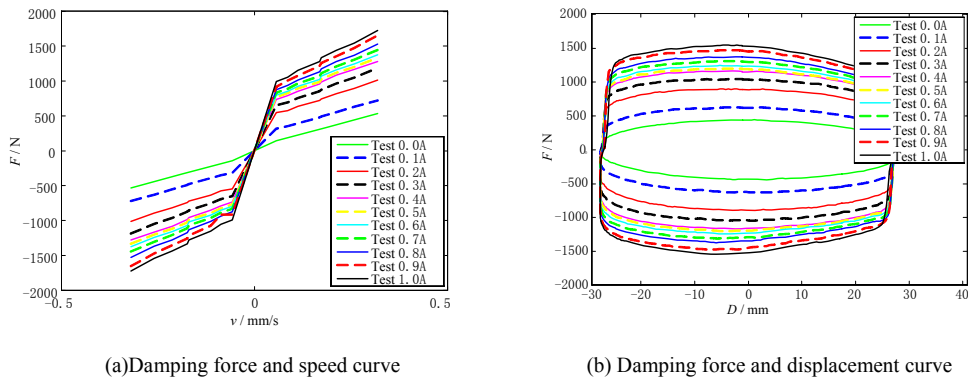 2000
1500
1000
500
0
−500
−1000
−1500
2000
F / N
−0.5
0
0.5
v / mm/s
Test 0.0A
Test 0.1A
Test 0.2A
Test 0.3A
Test 0.4A
Test 0.5A
Test 0.6A
Test 0.7A
Test 0.8A
Test 0.9A
Test 1.0A
(a)Damping force and speed curve
2000
1500
1000
500
0
−500
−1000
−1500
2000
F / N
−30
−20
−10
0
10
20
30
40
D / mm
Test 0.0A
Test 0.1A
Test 0.2A
Test 0.3A
Test 0.4A
Test 0.5A
Test 0.6A
Test 0.7A
Test 0.8A
Test 0.9A
Test 1.0A
(b) Damping force and displacement curve